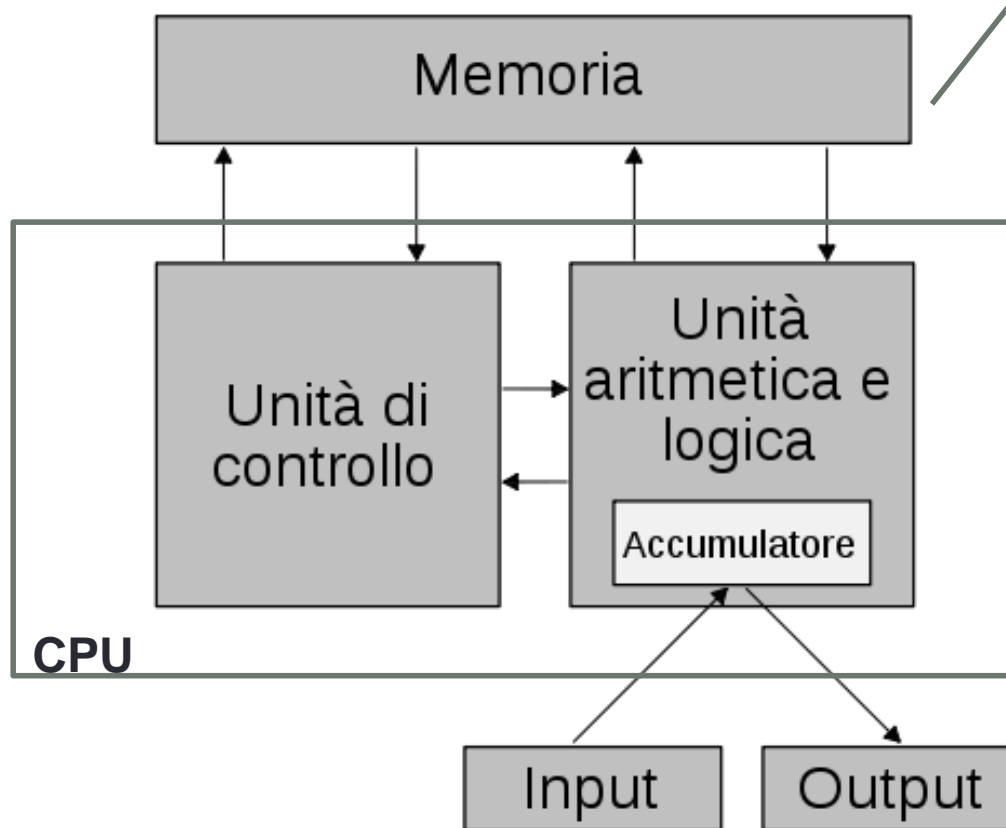 Memoria
Unità di
controllo
Unità
aritmetica e
logica
Accumulatore
CPU
Input
Output